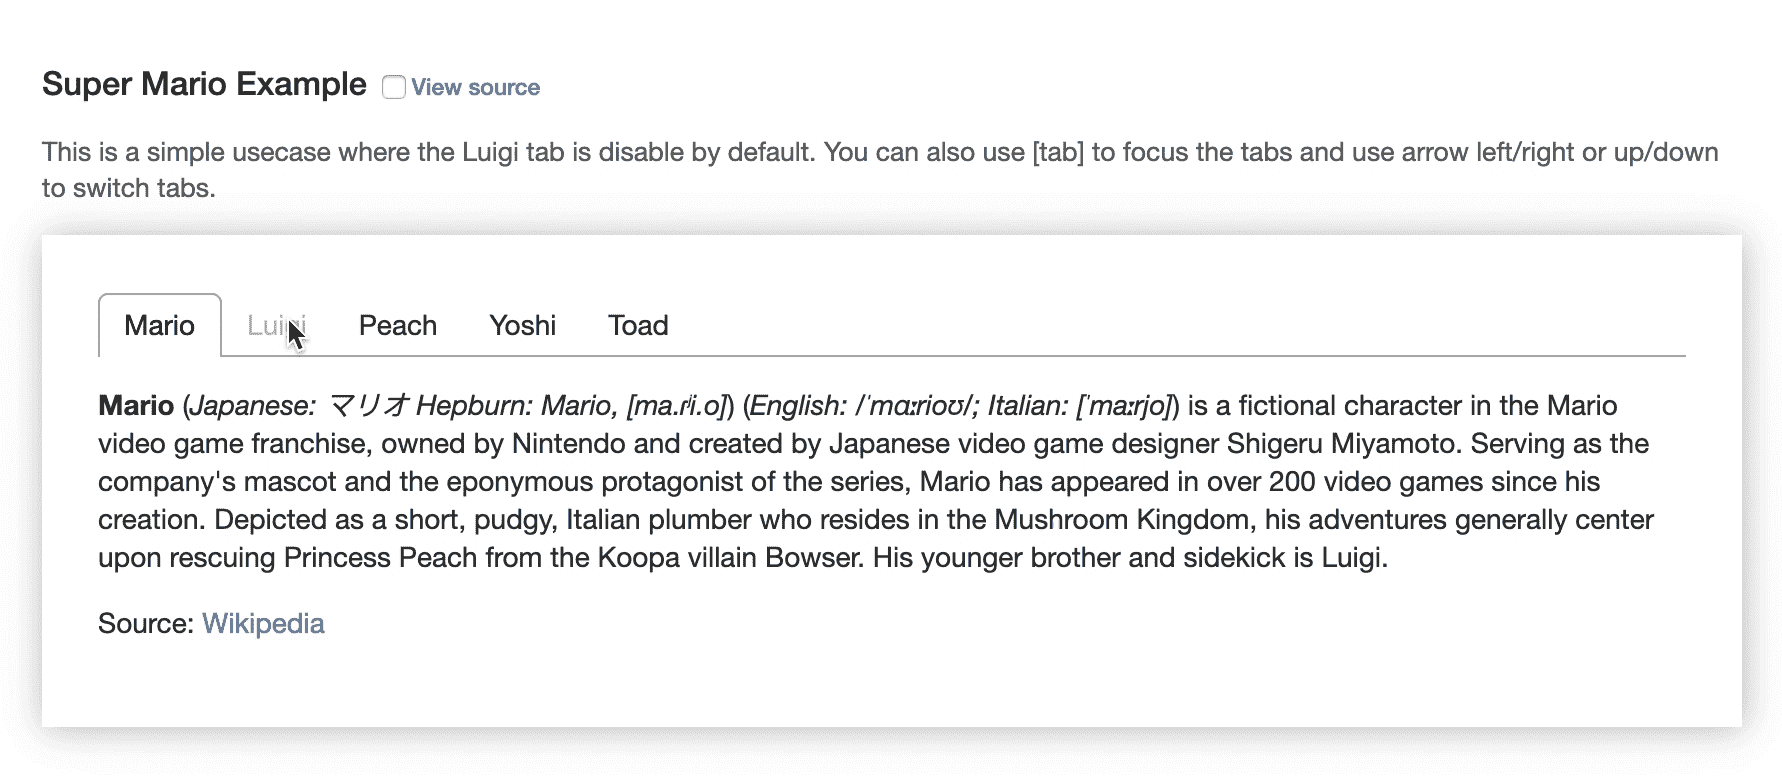 Super Mario Example View source
This is a simple usecase where the Luigi tab is disable by default. You can also use [tab] to focus the tabs and use arrow left/right or up/down
to switch tabs.
Mario Luigi Peach Yoshi Toad
Mario (Japanese: マリオ Hepburn: Mario, [ma.ɾʲi.o]) (English: /ˈmɑːrioʊ/; Italian: [ˈmaːrjo]) is a fictional character in the Mario
video game franchise, owned by Nintendo and created by Japanese video game designer Shigeru Miyamoto. Serving as the
company's mascot and the eponymous protagonist of the series, Mario has appeared in over 200 video games since his
creation. Depicted as a short, pudgy, Italian plumber who resides in the Mushroom Kingdom, his adventures generally center
upon rescuing Princess Peach from the Koopa villain Bowser. His younger brother and sidekick is Luigi.
Source: Wikipedia